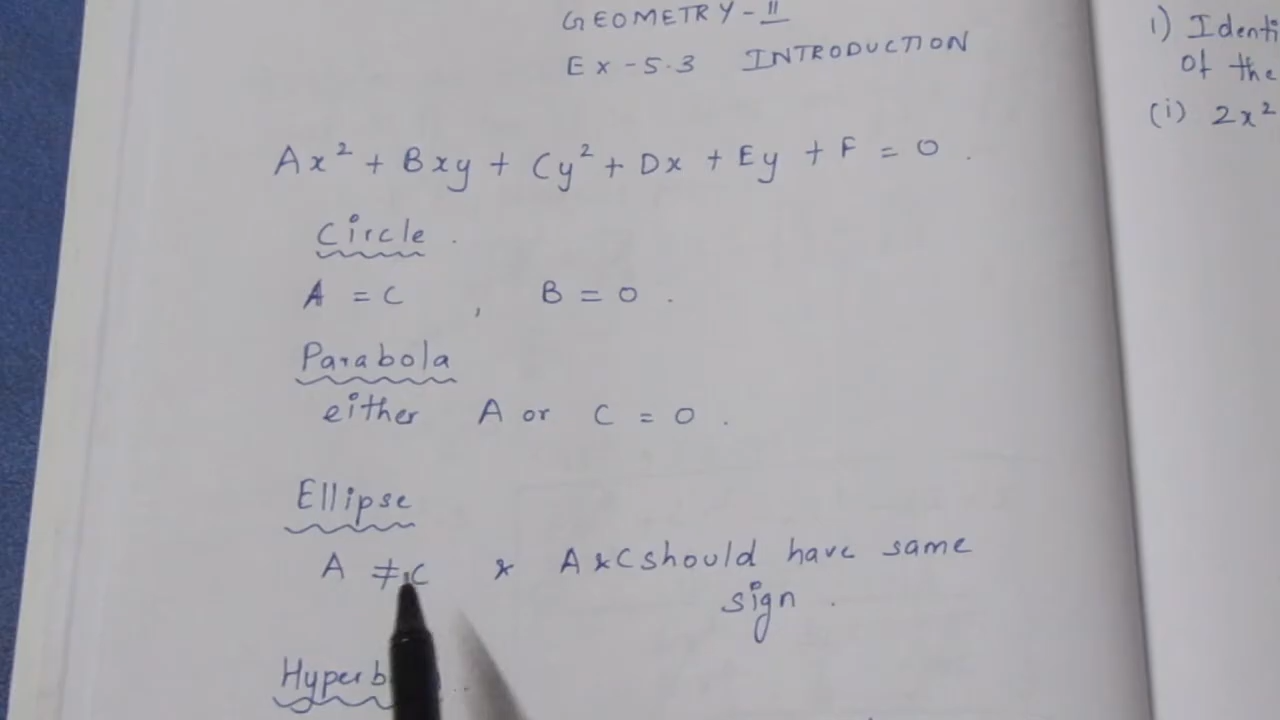 GEOMETRY - II
Ex - 5.3 INTRODUCTION
Ax² + Bxy + Cy² + Dx + Ey + F = 0 .
Circle .
A = C , B = 0 .
Parabola
either A or C = 0 .
Ellipse
A ≠ C & A & C should have same
sign .
1) Identi
of the
(i) 2x²